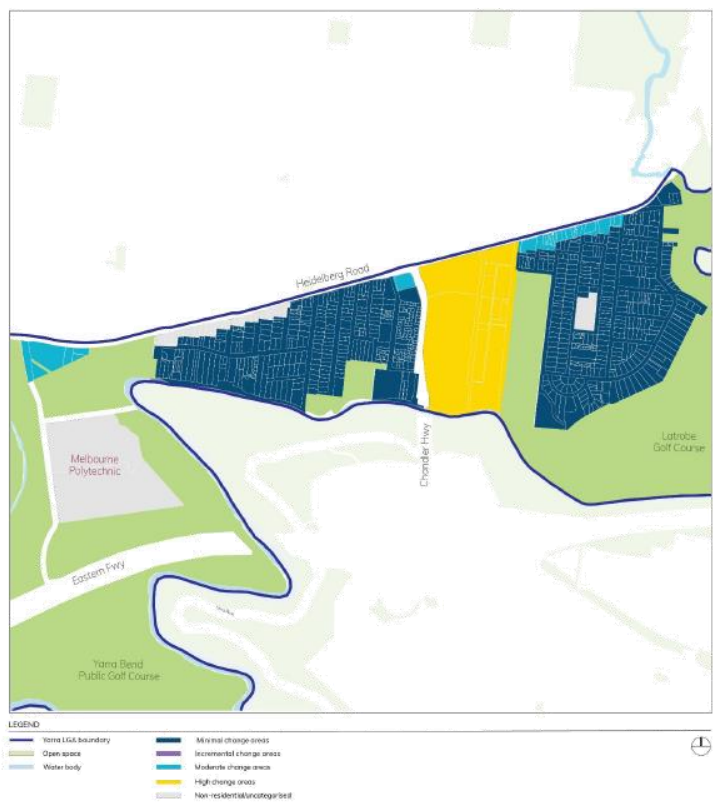 Heidelberg Road
Melbourne
Polytechnic
Chandler Hwy
Latrobe
Golf Course
Eastern Fwy
Yarra Bend
Public Golf Course
LEGEND
Yarra LGA boundary
Open space
Water body
Minimal change areas
Incremental change areas
Moderate change areas
High change areas
Non-residential/uncategorised